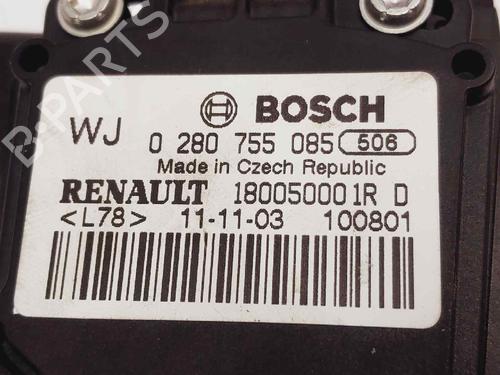 BOSCH
WJ 0 280 755 085 506
Made in Czech Republic
RENAULT 180050001R D
<L78> 11-11-03 100801
B-PARTS